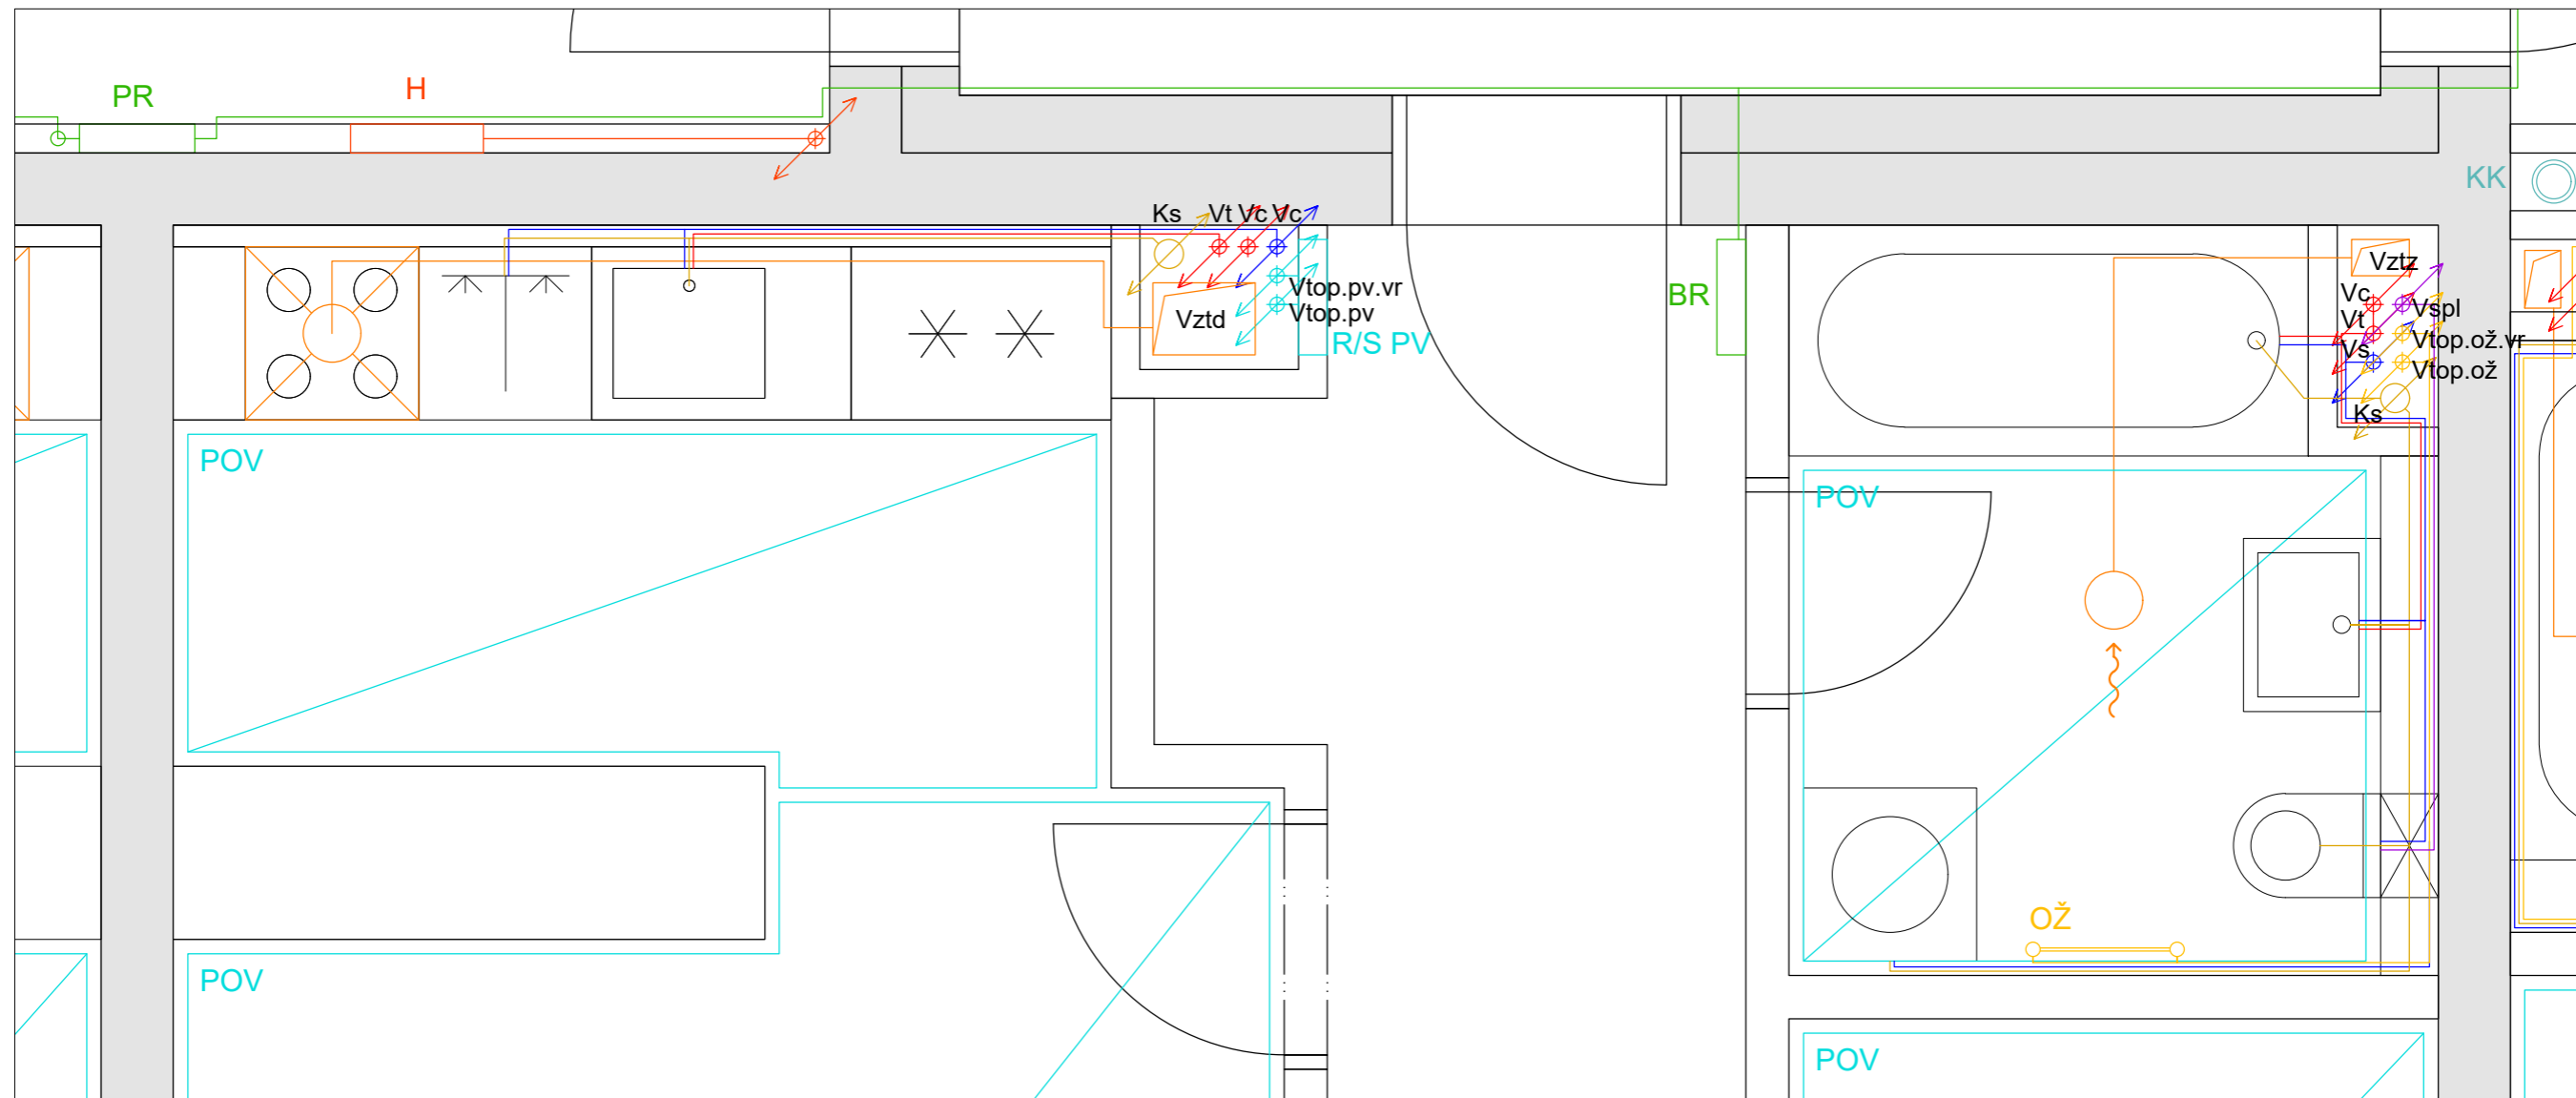 PR
H
KK
Ks Vt Vc Vc
Vtop.pv.vr
Vtop.pv
Vztd
R/S PV
BR
Vztz
Vc
Vspl
Vt
Vtop.ož.vr
Vs
Vtop.ož
Ks
POV
POV
OŽ
POV
POV